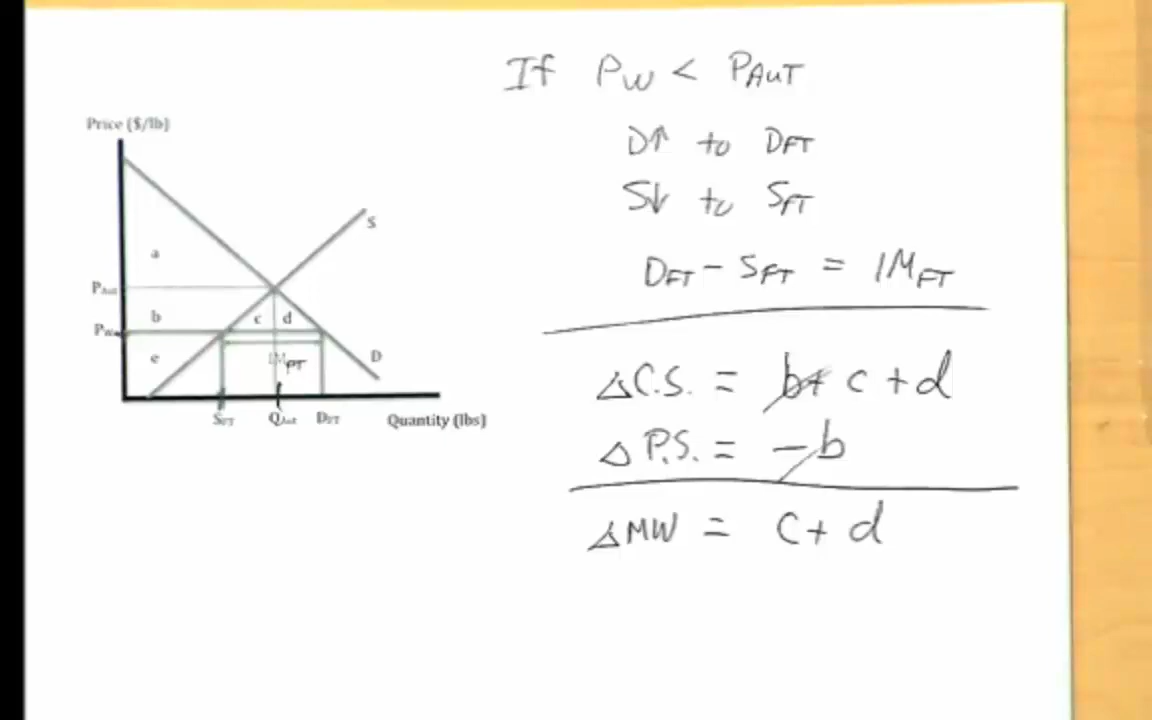 If PW < PAUT
D↑ to DFT
S↓ to SFT
DFT - SFT = IMFT
ΔC.S. = b+ c + d
ΔP.S. = -b
ΔMW = C + d
Price ($/lb)
S
a
PAut
b
c
d
PW
e
IMFT
D
SFT
QAut
DFT
Quantity (lbs)